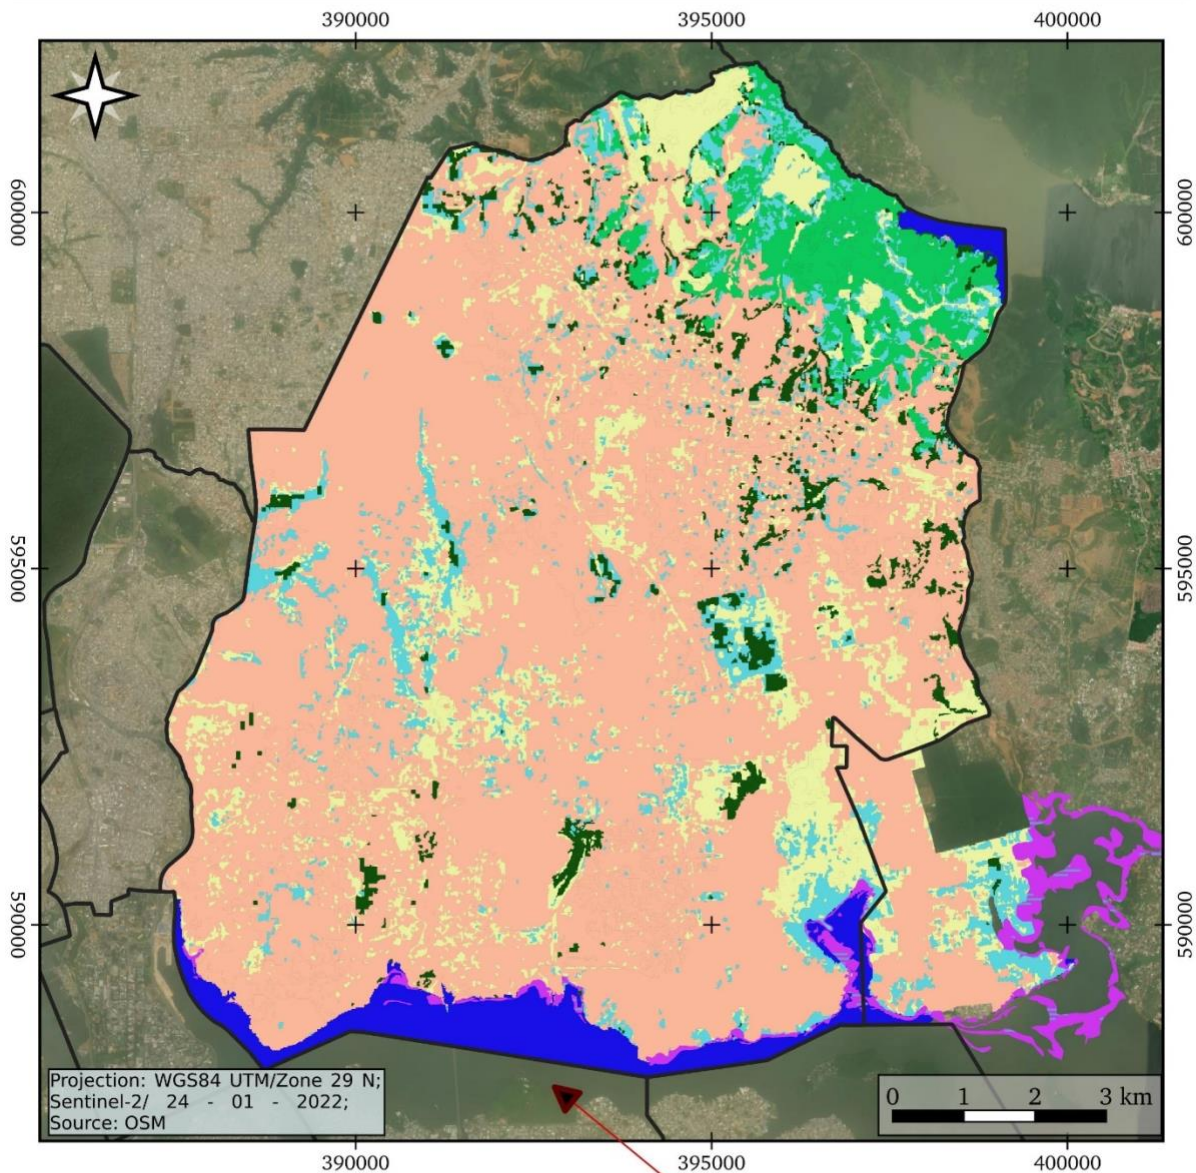 390000 395000 400000
600000 600000
595000 595000
590000 590000
Projection: WGS84 UTM/Zone 29 N;
Sentinel-2/ 24 - 01 - 2022;
Source: OSM
0 1 2 3 km
390000 395000 400000